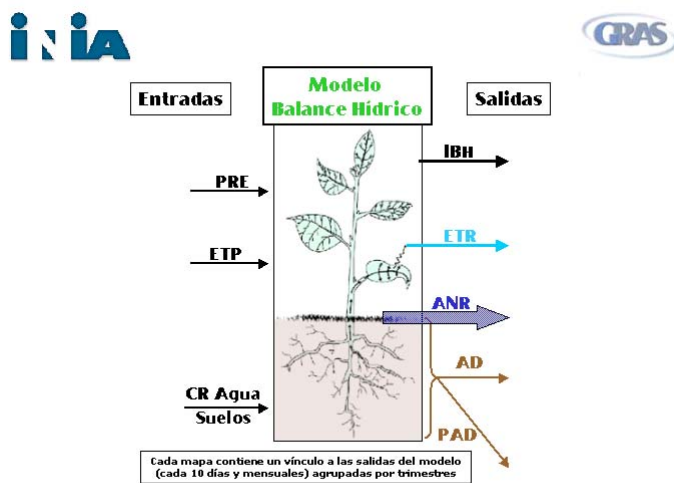 INIA
GRAS
Entradas
Modelo
Balance Hídrico
Salidas
IBH
PRE
ETR
ETP
ANR
AD
CR Agua
Suelos
PAD
Cada mapa contiene un vínculo a las salidas del modelo
(cada 10 días y mensuales) agrupadas por trimestres